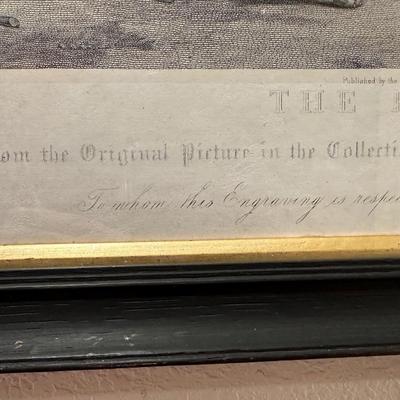 Published by the
THE
om the Original Picture in the Collecti
To whom this Engraving is respec